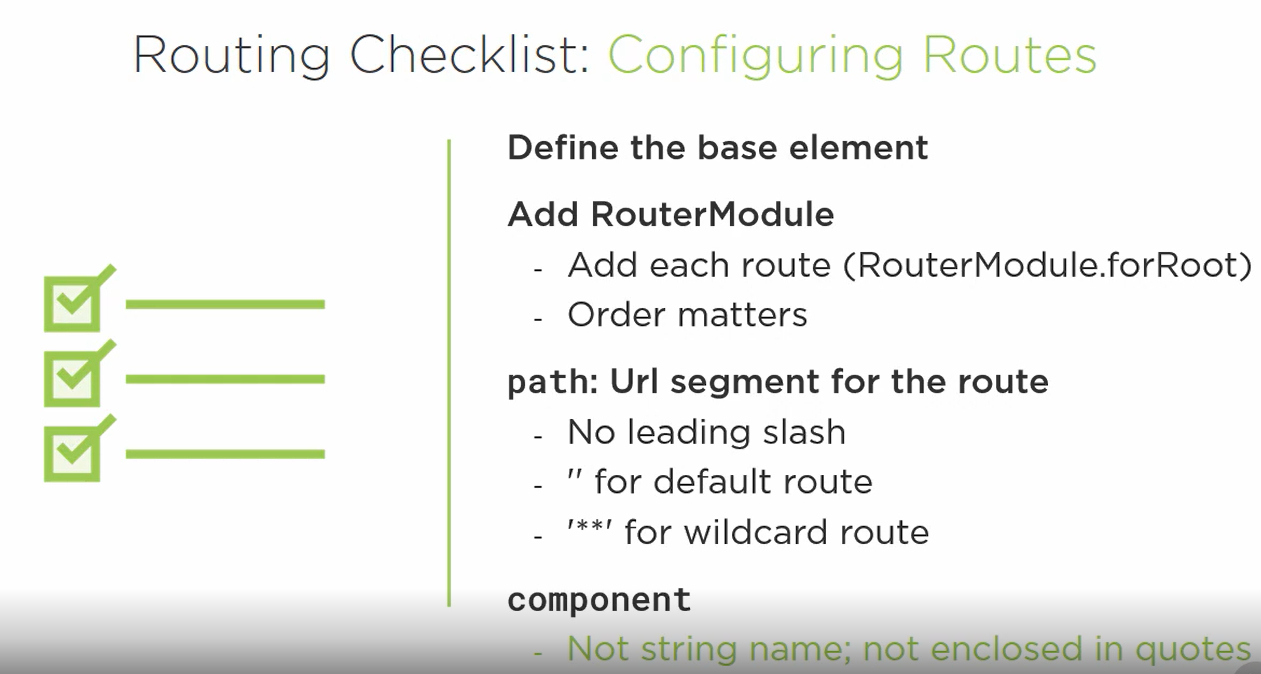 Routing Checklist: Configuring Routes
Define the base element
Add RouterModule
- Add each route (RouterModule.forRoot)
- Order matters
path: Url segment for the route
- No leading slash
- '' for default route
- '**' for wildcard route
component
- Not string name; not enclosed in quotes